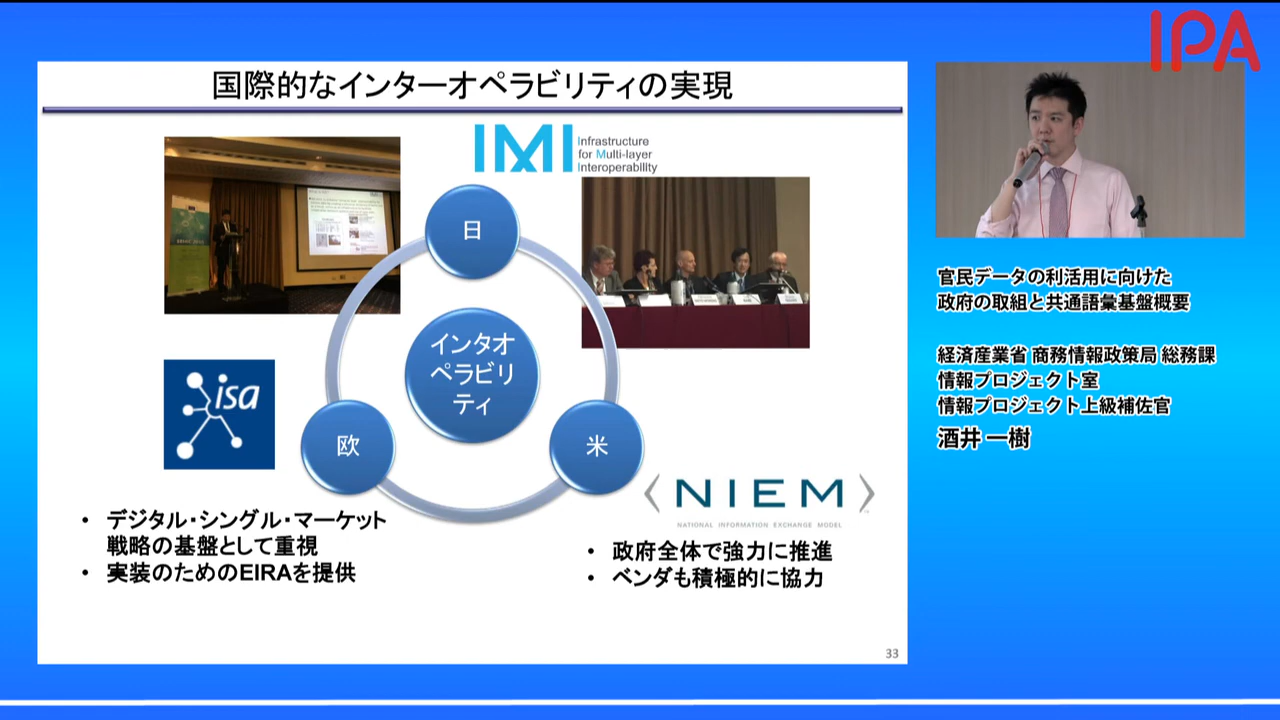 IPA
国際的なインターオペラビリティの実現
IMI
Infrastructure
for Multi-layer
Interoperability
日
インタオ
ペラビリ
ティ
欧
米
isa
NIEM
NATIONAL INFORMATION EXCHANGE MODEL
• デジタル・シングル・マーケット
戦略の基盤として重視
• 実装のためのEIRAを提供
• 政府全体で強力に推進
• ベンダも積極的に協力
33
官民データの利活用に向けた
政府の取組と共通語彙基盤概要
経済産業省 商務情報政策局 総務課
情報プロジェクト室
情報プロジェクト上級補佐官
酒井 一樹